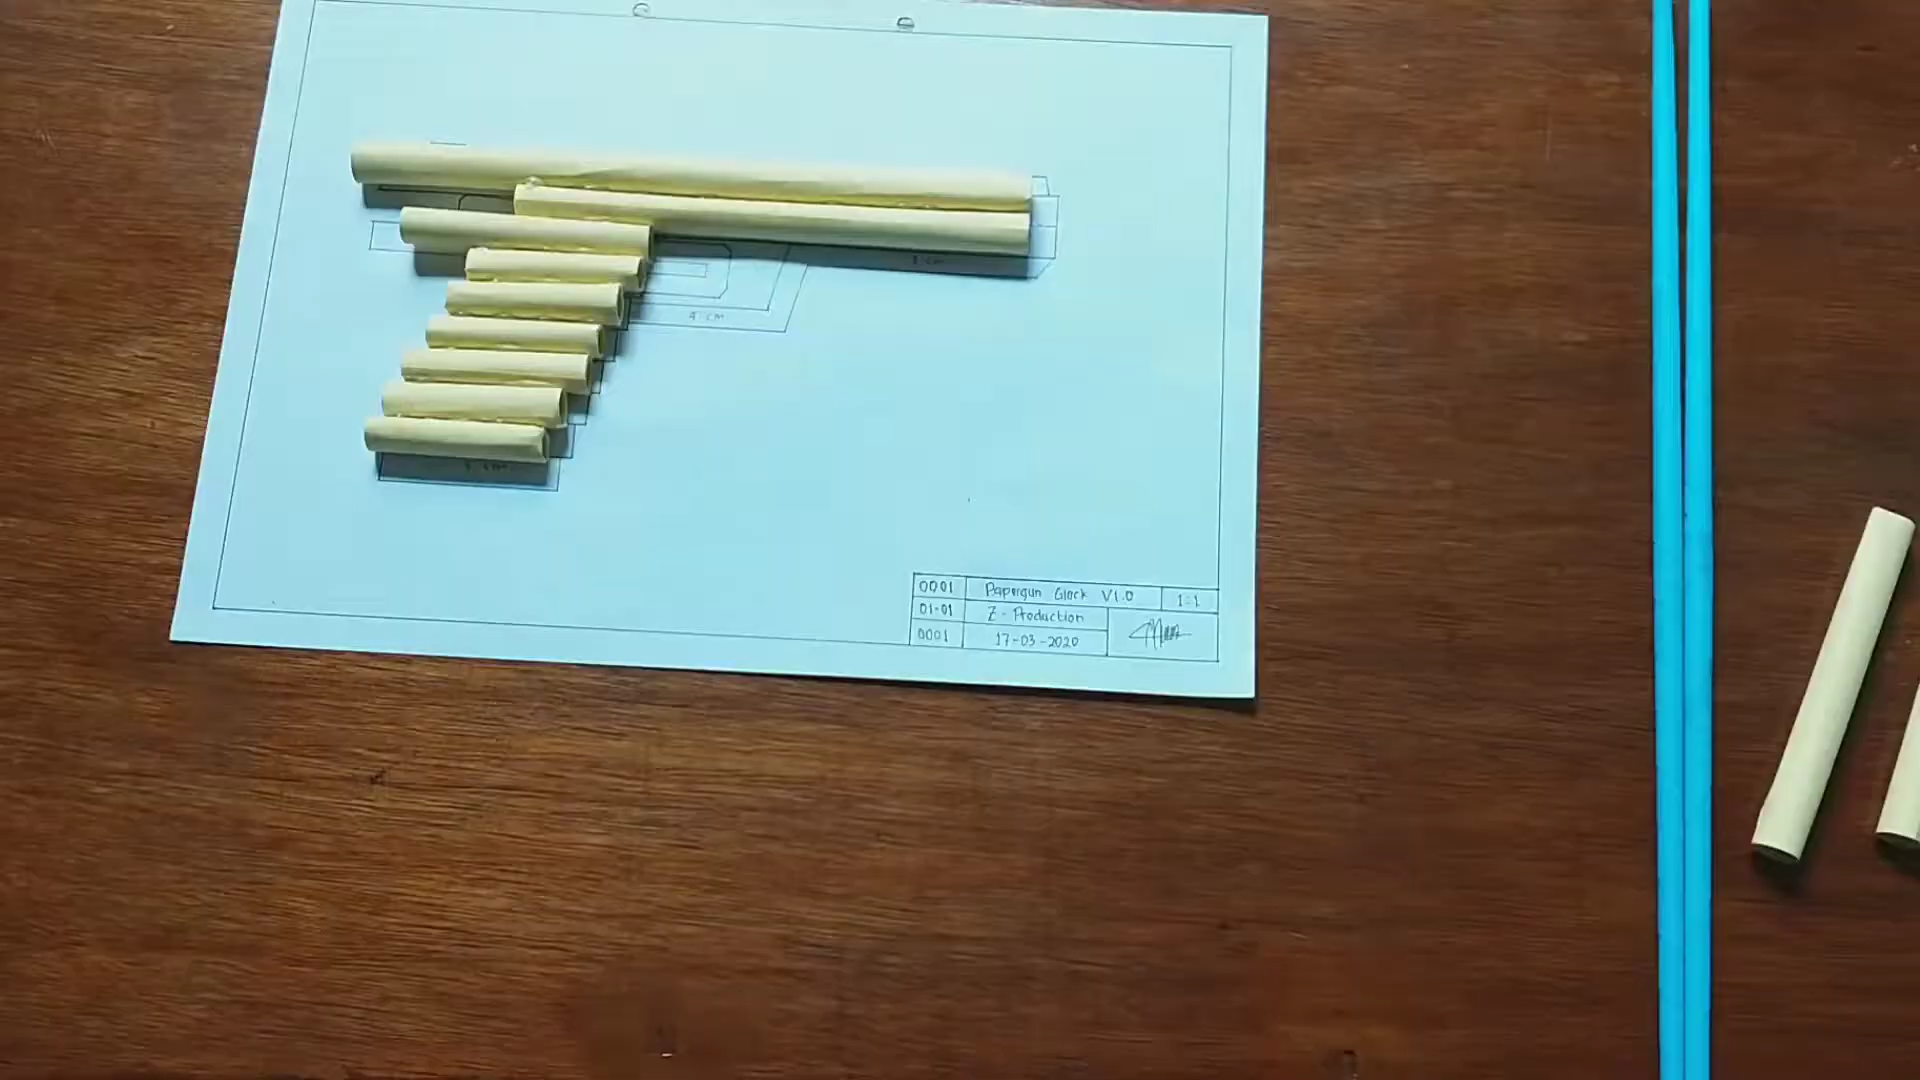 4 cm
0001 Papergun Glock V1.0 1:1
01-01 Z - Production
0001 17-03-2020